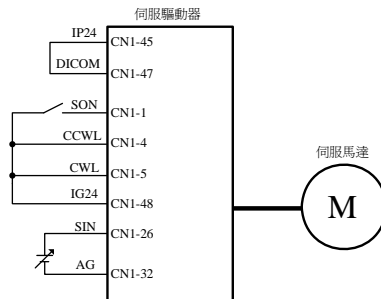 伺服驅動器
IP24 CN1-45
DICOM CN1-47
SON CN1-1
CCWL CN1-4
CWL CN1-5
IG24 CN1-48
SIN CN1-26
AG CN1-32
伺服馬達
M